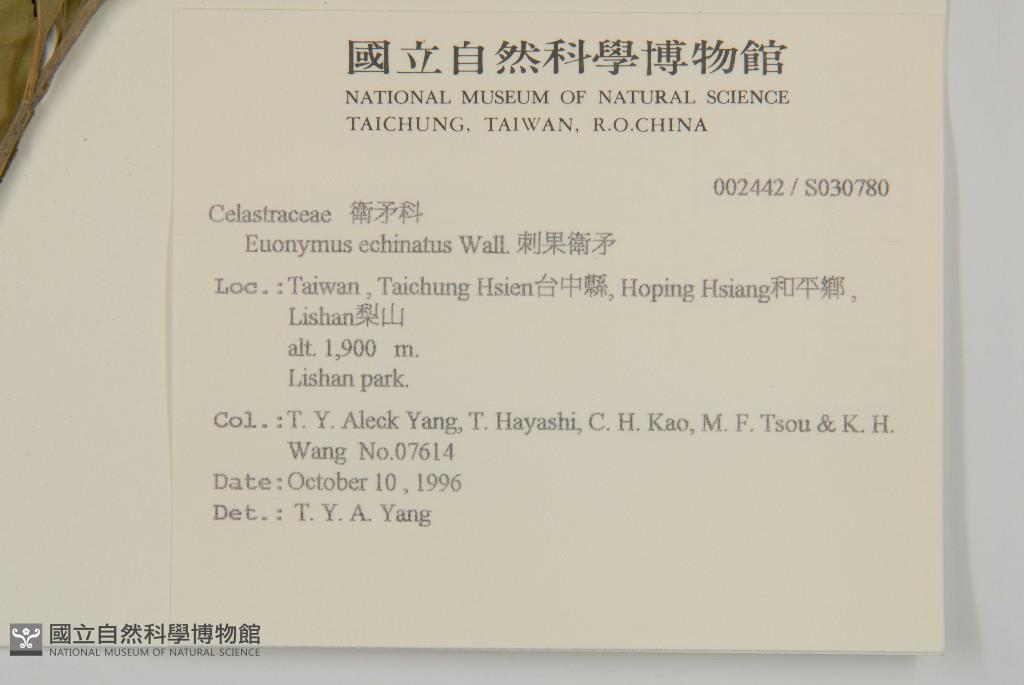 國立自然科學博物館
NATIONAL MUSEUM OF NATURAL SCIENCE
TAICHUNG, TAIWAN, R.O.CHINA
002442 / S030780
Celastraceae 衛矛科
Euonymus echinatus Wall. 刺果衛矛
Loc.: Taiwan , Taichung Hsien台中縣, Hoping Hsiang和平鄉 ,
Lishan梨山
alt. 1,900 m.
Lishan park.
Col.: T. Y. Aleck Yang, T. Hayashi, C. H. Kao, M. F. Tsou & K. H.
Wang No.07614
Date: October 10 , 1996
Det.: T. Y. A. Yang
國立自然科學博物館
NATIONAL MUSEUM OF NATURAL SCIENCE